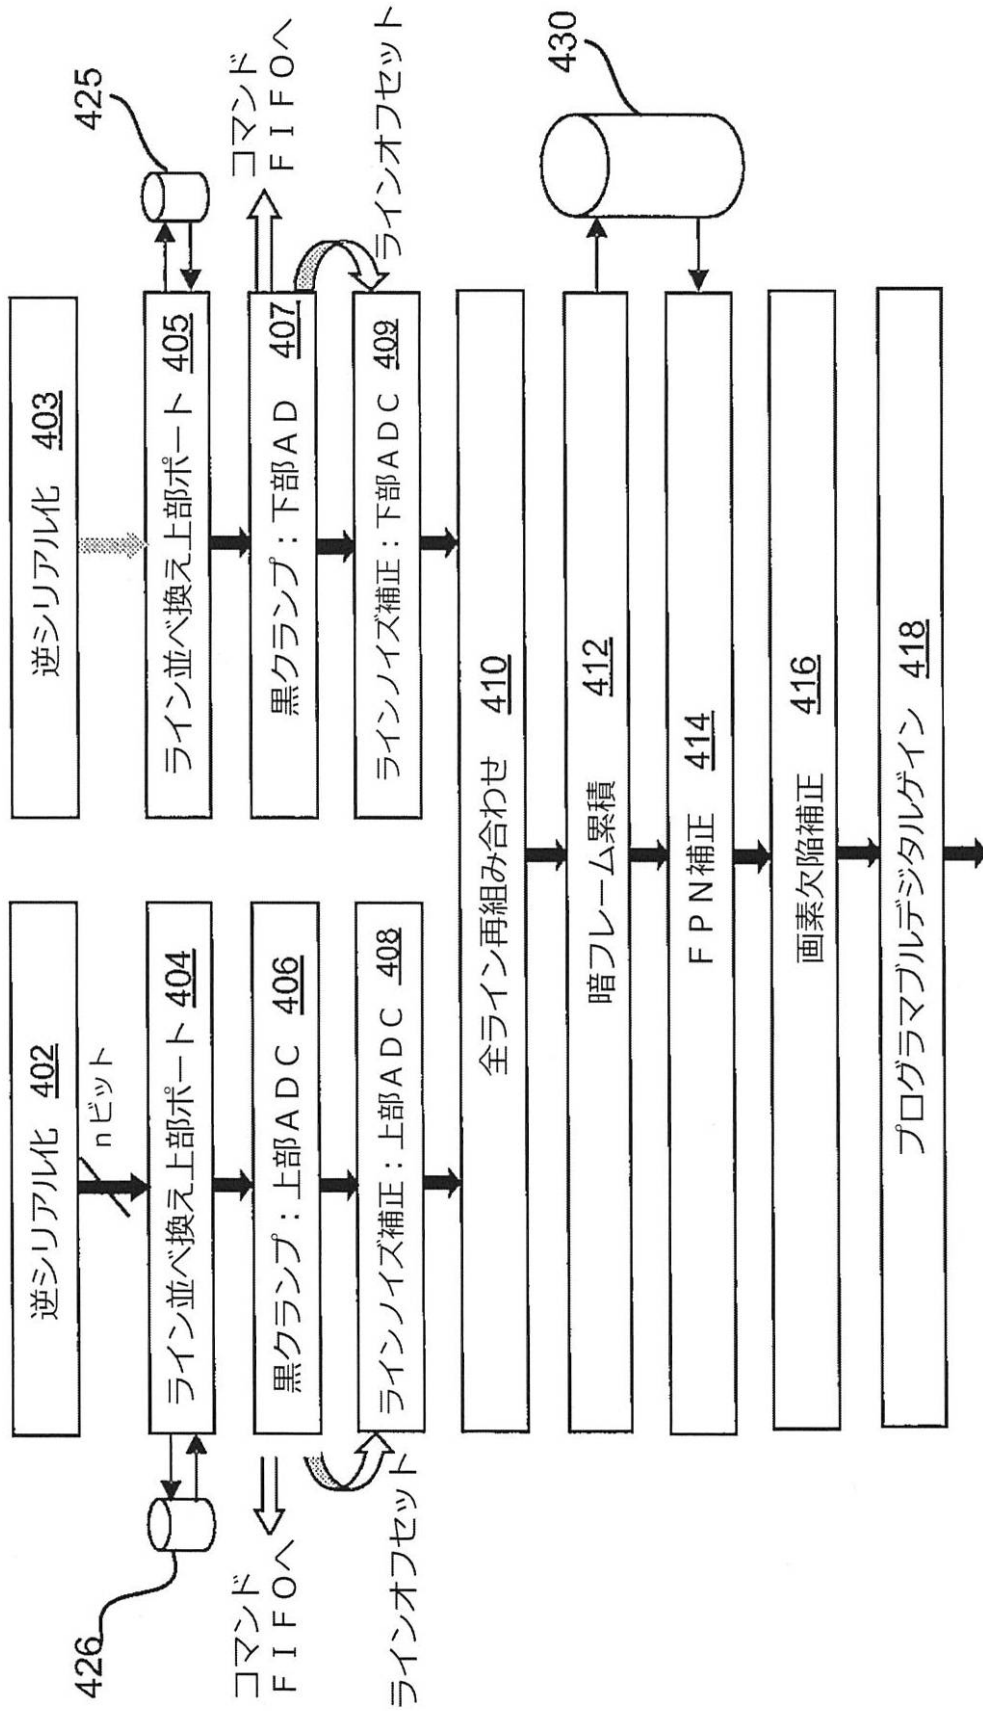 逆シリアル化 402
逆シリアル化 403
nビット
426
ライン並べ換え上部ポート 404
ライン並べ換え上部ポート 405
425
コマンド
FIFOへ
黒クランプ:上部ADC 406
黒クランプ:下部AD 407
コマンド
FIFOへ
ラインオフセット
ラインノイズ補正:上部ADC 408
ラインノイズ補正:下部ADC 409
ラインオフセット
全ライン再組み合わせ 410
暗フレーム累積 412
430
FPN補正 414
画素欠陥補正 416
プログラマブルデジタルゲイン 418